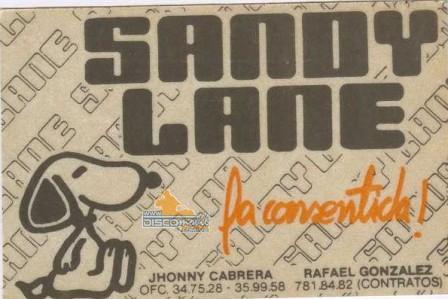 SANDY
LANE
la consentida!
JHONNY CABRERA RAFAEL GONZALEZ
OFC. 34.75.28 - 35.99.58 781.84.82 (CONTRATOS)